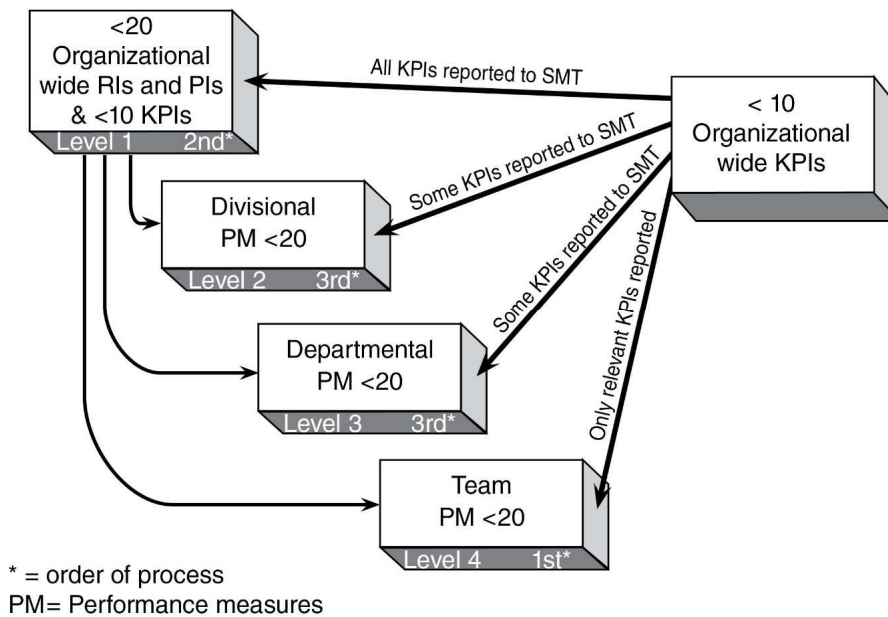 <20
Organizational
wide RIs and PIs
& <10 KPIs
Level 1 2nd*
All KPIs reported to SMT
< 10
Organizational
wide KPIs
Some KPIs reported to SMT
Divisional
PM <20
Level 2 3rd*
Some KPIs reported to SMT
Departmental
PM <20
Level 3 3rd*
Only relevant KPIs reported
Team
PM <20
Level 4 1st*
* = order of process
PM= Performance measures